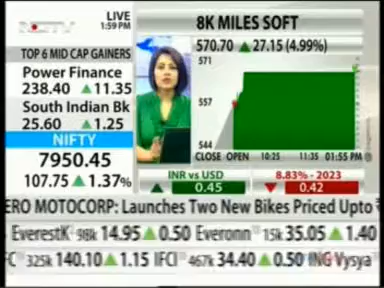 NDTV
LIVE
1:59 PM
8K MILES SOFT
570.70 ▲ 27.15 (4.99%)
TOP 6 MID CAP GAINERS
Power Finance
238.40 ▲ 11.35
South Indian Bk
25.60 ▲ 1.25
NIFTY
7950.45
107.75 ▲ 1.37%
571
557
544
CLOSE OPEN 10:25 11:35 01:55 PM
INR vs USD
▲ 0.45
8.83% - 2023
▼ 0.42
ERO MOTOCORP: Launches Two New Bikes Priced Upto
EverestK 98k 14.95 ▲ 0.50 Everonn 15k 35.05 ▲ 1.40
FC 325k 140.10 ▲ 1.15 IFCI 467k 34.40 ▲ 0.50 ING Vysya